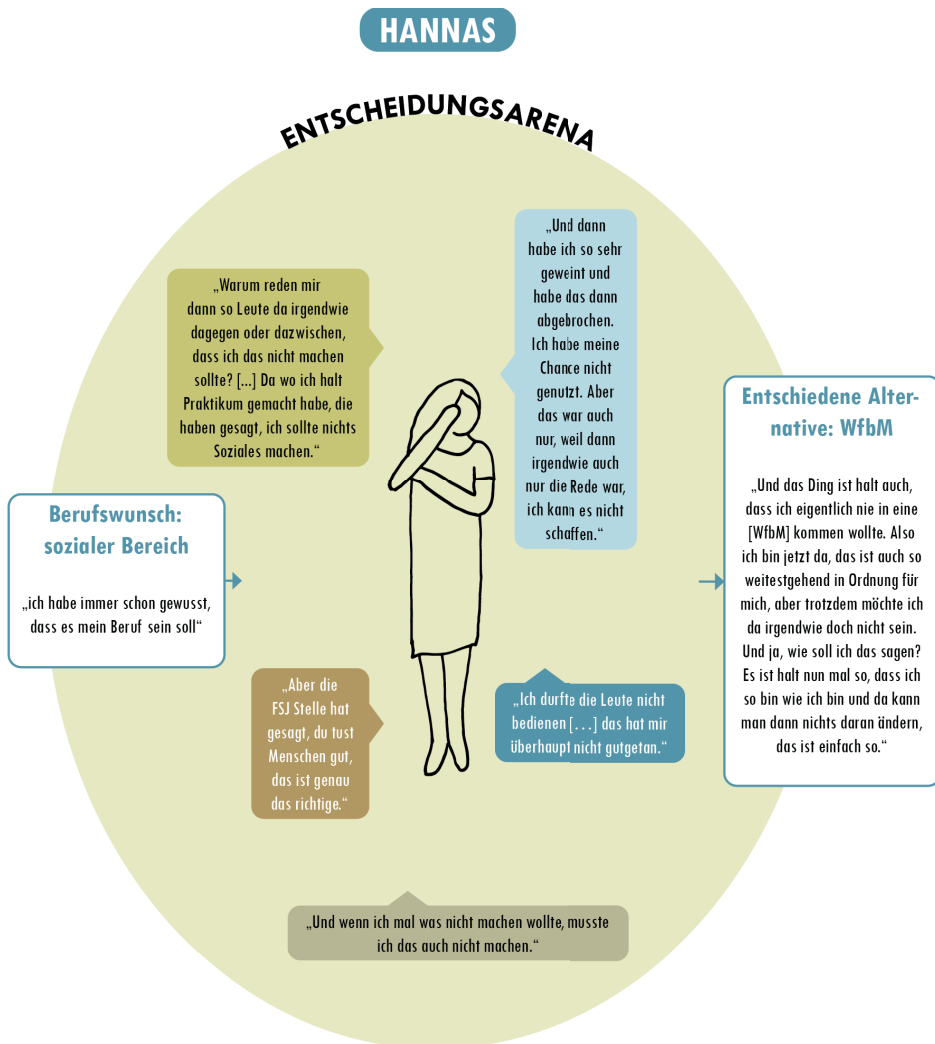 HANNAS
ENTSCHEIDUNGSARENA
„Warum reden mir
dann so Leute da irgendwie
dagegen oder dazwischen,
dass ich das nicht machen
sollte? [...] Da wo ich halt
Praktikum gemacht habe, die
haben gesagt, ich sollte nichts
Soziales machen.“
„Und dann
habe ich so sehr
geweint und
habe das dann
abgebrochen.
Ich habe meine
Chance nicht
genutzt. Aber
das war auch
nur, weil dann
irgendwie auch
nur die Rede war,
ich kann es nicht
schaffen.“
Berufswunsch:
sozialer Bereich
„ich habe immer schon gewusst,
dass es mein Beruf sein soll“
Entschiedene Alter-
native: WfbM
„Und das Ding ist halt auch,
dass ich eigentlich nie in eine
[WfbM] kommen wollte. Also
ich bin jetzt da, das ist auch so
weitestgehend in Ordnung für
mich, aber trotzdem möchte ich
da irgendwie doch nicht sein.
Und ja, wie soll ich das sagen?
Es ist halt nun mal so, dass ich
so bin wie ich bin und da kann
man dann nichts daran ändern,
das ist einfach so.“
„Aber die
FSJ Stelle hat
gesagt, du tust
Menschen gut,
das ist genau
das richtige.“
„Ich durfte die Leute nicht
bedienen [...] das hat mir
überhaupt nicht gutgetan.“
„Und wenn ich mal was nicht machen wollte, musste
ich das auch nicht machen.“